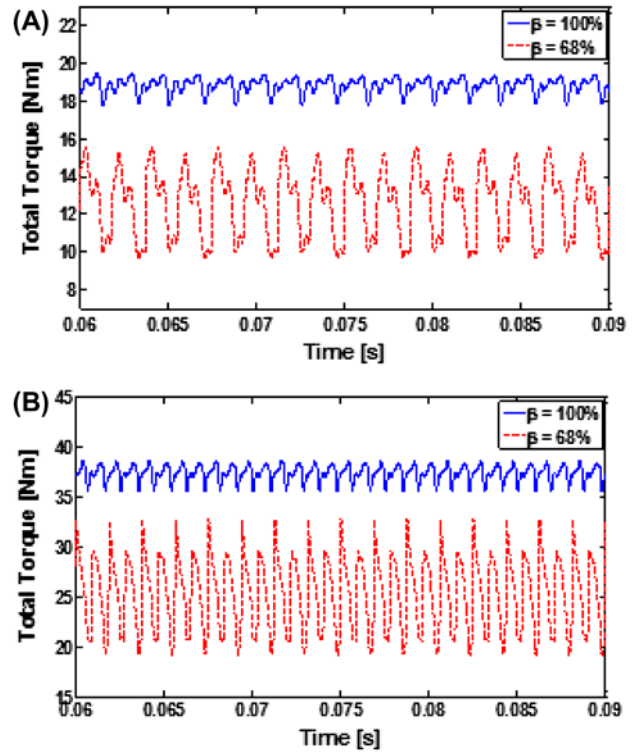 (A)
Total Torque [Nm]
22
20
18
16
14
12
10
8
β = 100%
β = 68%
0.06 0.065 0.07 0.075 0.08 0.085 0.09
Time [s]
(B)
Total Torque [Nm]
45
40
35
30
25
20
15
β = 100%
β = 68%
0.06 0.065 0.07 0.075 0.08 0.085 0.09
Time [s]